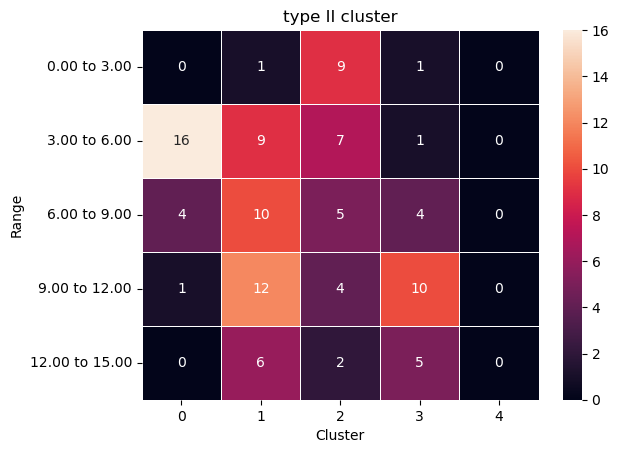 type II cluster
Range
0.00 to 3.00 0 1 9 1 0
3.00 to 6.00 16 9 7 1 0
6.00 to 9.00 4 10 5 4 0
9.00 to 12.00 1 12 4 10 0
12.00 to 15.00 0 6 2 5 0
0 1 2 3 4
Cluster
16
14
12
10
8
6
4
2
0